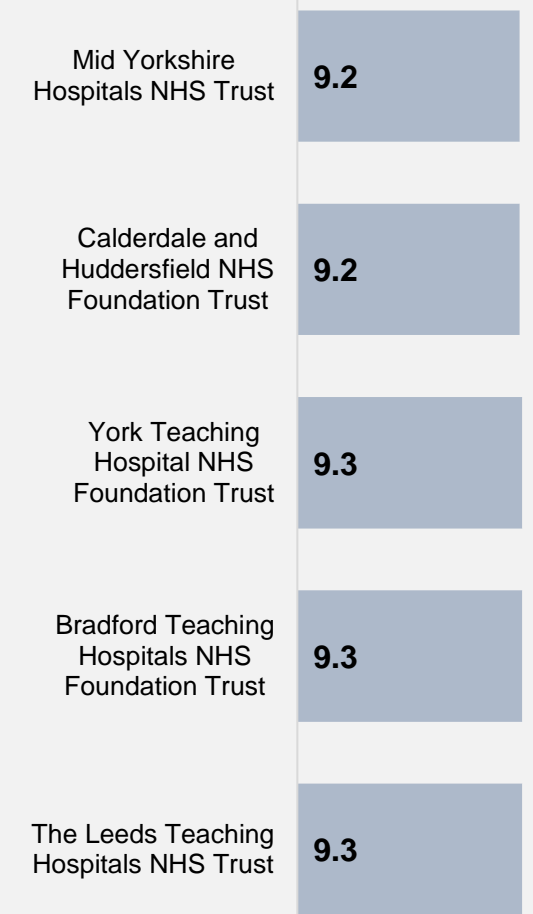 Mid Yorkshire
Hospitals NHS Trust
9.2
Calderdale and
Huddersfield NHS
Foundation Trust
9.2
York Teaching
Hospital NHS
Foundation Trust
9.3
Bradford Teaching
Hospitals NHS
Foundation Trust
9.3
The Leeds Teaching
Hospitals NHS Trust
9.3